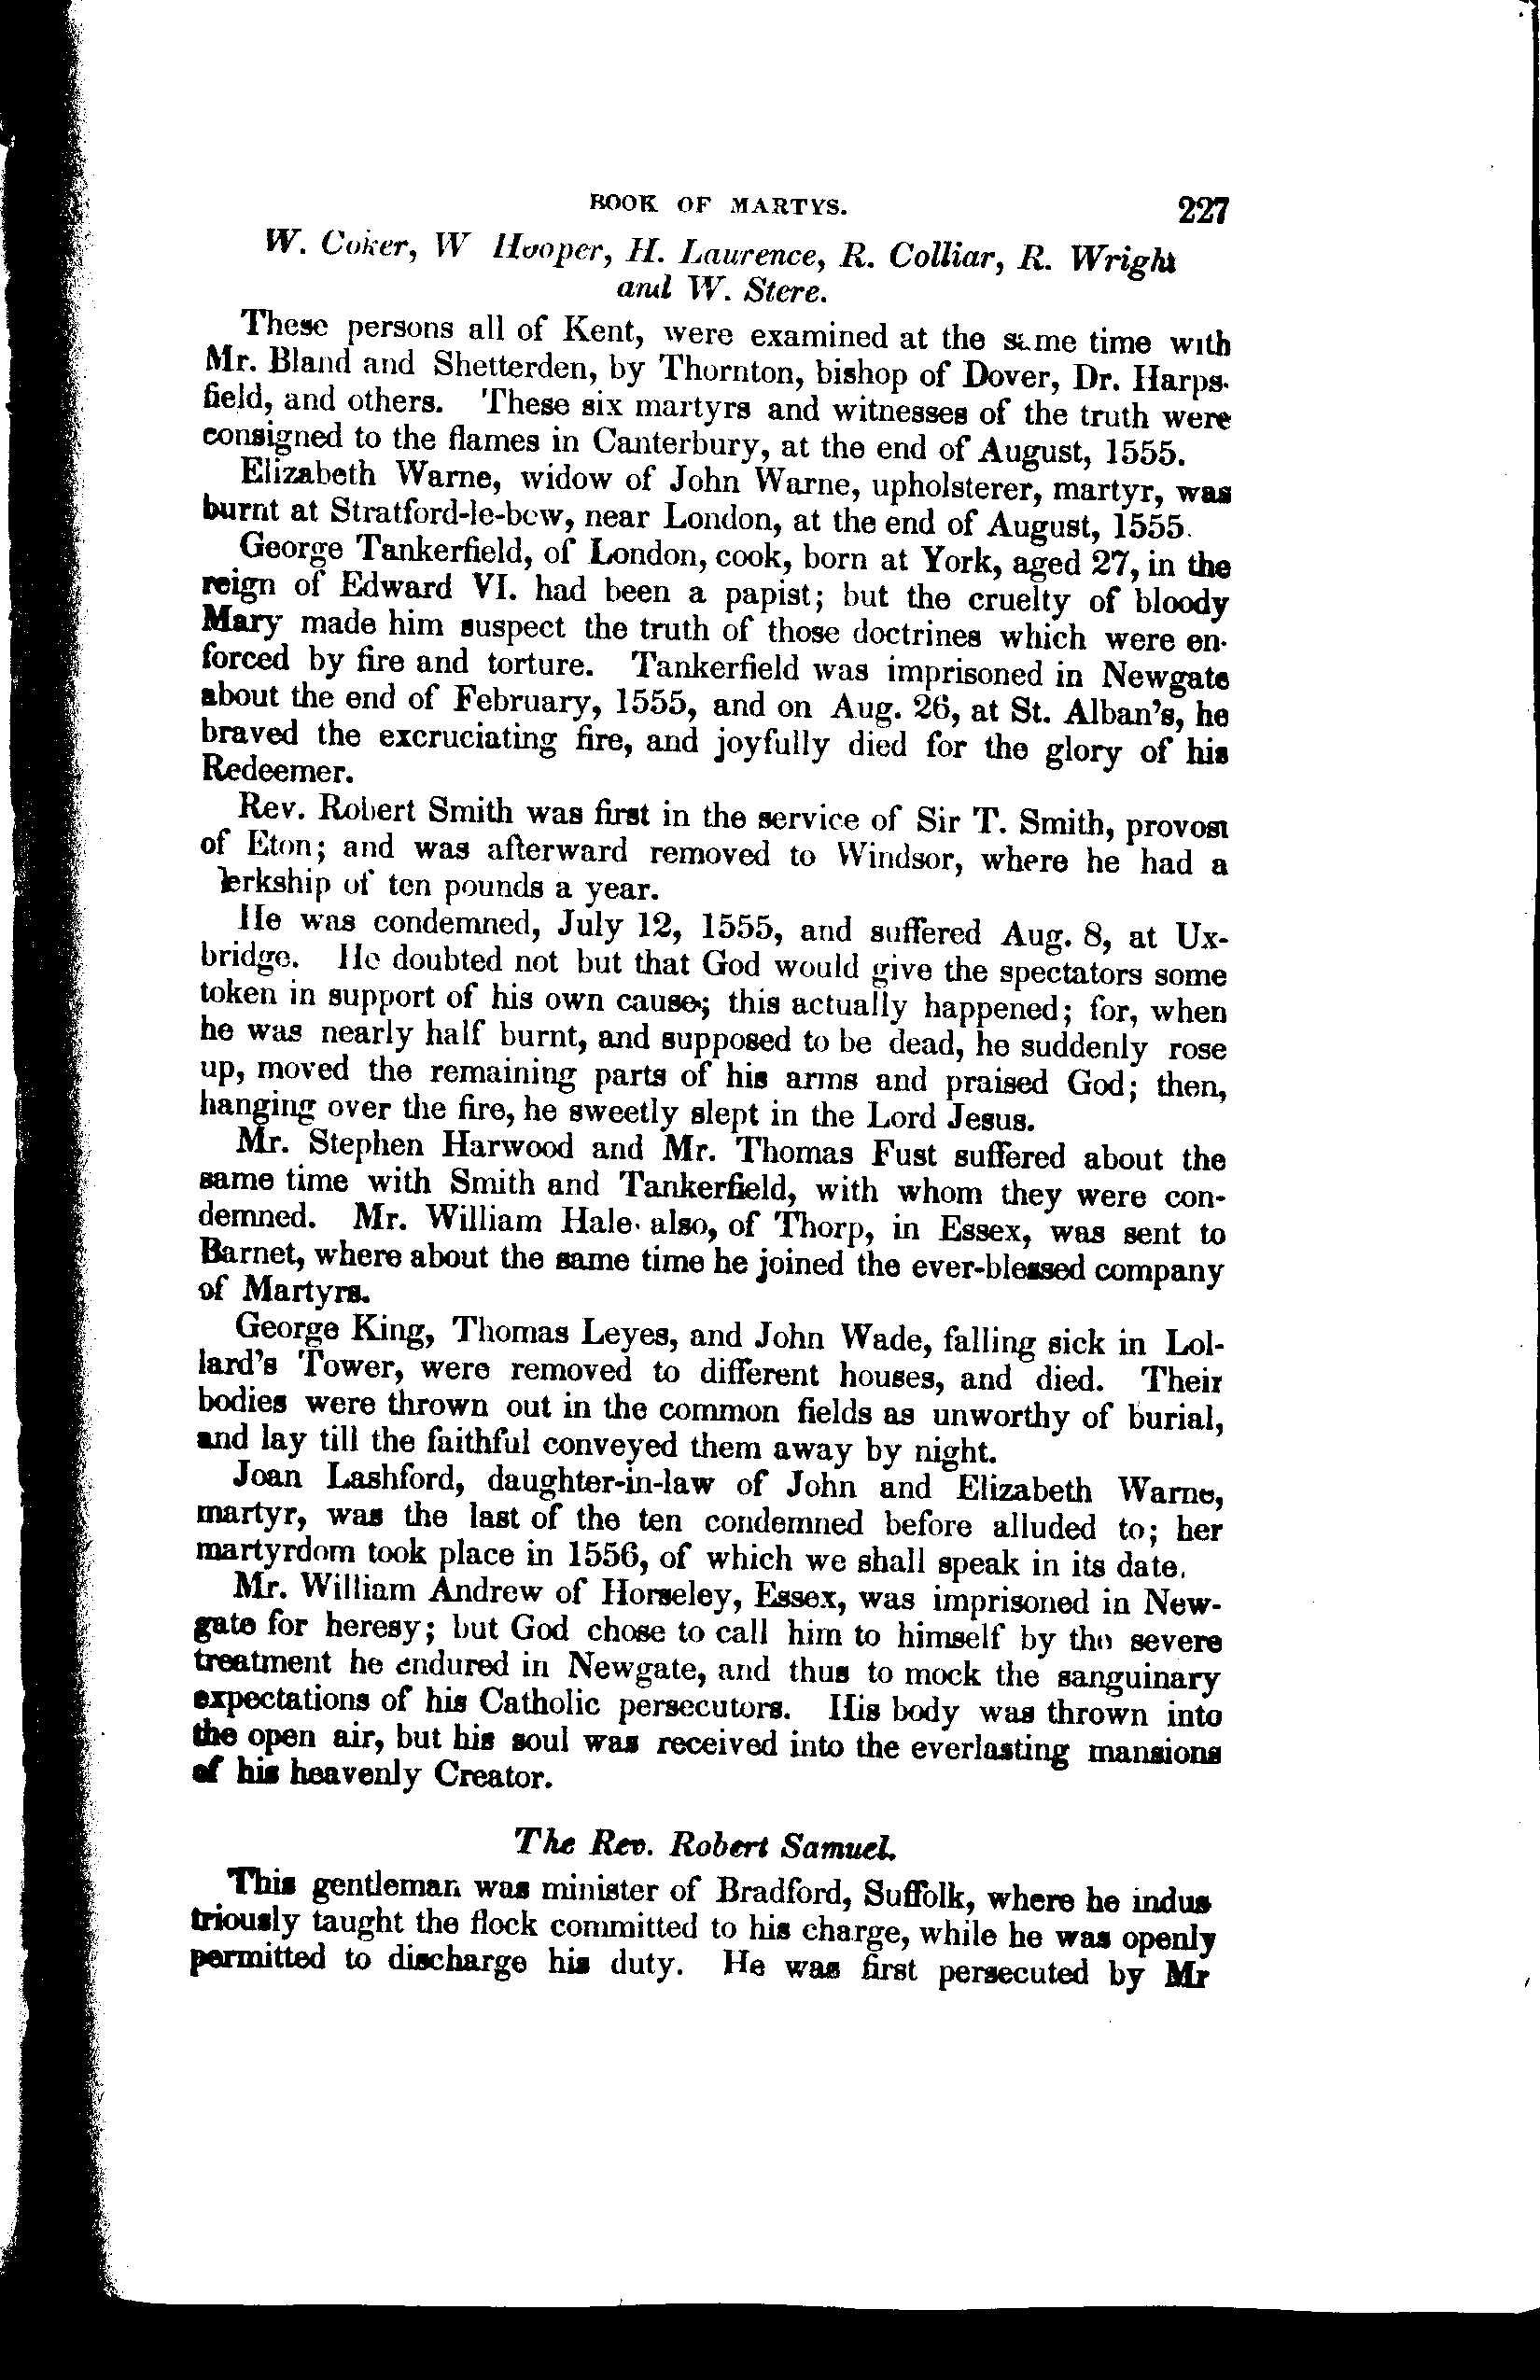 BOOK OF MARTYS. 227
W. Coker, W Hooper, H. Laurence, R. Colliar, R. Wright
and W. Stere.
These persons all of Kent, were examined at the same time with
Mr. Bland and Shetterden, by Thornton, bishop of Dover, Dr. Harps-
field, and others. These six martyrs and witnesses of the truth were
consigned to the flames in Canterbury, at the end of August, 1555.
Elizabeth Warne, widow of John Warne, upholsterer, martyr, was
burnt at Stratford-le-bow, near London, at the end of August, 1555.
George Tankerfield, of London, cook, born at York, aged 27, in the
reign of Edward VI. had been a papist; but the cruelty of bloody
Mary made him suspect the truth of those doctrines which were en-
forced by fire and torture. Tankerfield was imprisoned in Newgate
about the end of February, 1555, and on Aug. 26, at St. Alban's, he
braved the excruciating fire, and joyfully died for the glory of his
Redeemer.
Rev. Robert Smith was first in the service of Sir T. Smith, provost
of Eton; and was afterward removed to Windsor, where he had a
lerkship of ten pounds a year.
He was condemned, July 12, 1555, and suffered Aug. 8, at Ux-
bridge. He doubted not but that God would give the spectators some
token in support of his own cause; this actually happened; for, when
he was nearly half burnt, and supposed to be dead, he suddenly rose
up, moved the remaining parts of his arms and praised God; then,
hanging over the fire, he sweetly slept in the Lord Jesus.
Mr. Stephen Harwood and Mr. Thomas Fust suffered about the
same time with Smith and Tankerfield, with whom they were con-
demned. Mr. William Hale also, of Thorp, in Essex, was sent to
Barnet, where about the same time he joined the ever-blessed company
of Martyrs.
George King, Thomas Leyes, and John Wade, falling sick in Lol-
lard's Tower, were removed to different houses, and died. Their
bodies were thrown out in the common fields as unworthy of burial,
and lay till the faithful conveyed them away by night.
Joan Lashford, daughter-in-law of John and Elizabeth Warne,
martyr, was the last of the ten condemned before alluded to; her
martyrdom took place in 1556, of which we shall speak in its date.
Mr. William Andrew of Horseley, Essex, was imprisoned in New-
gate for heresy; but God chose to call him to himself by the severe
treatment he endured in Newgate, and thus to mock the sanguinary
expectations of his Catholic persecutors. His body was thrown into
the open air, but his soul was received into the everlasting mansions
of his heavenly Creator.
The Rev. Robert Samuel.
This gentleman was minister of Bradford, Suffolk, where he indus
triously taught the flock committed to his charge, while he was openly
permitted to discharge his duty. He was first persecuted by Mr